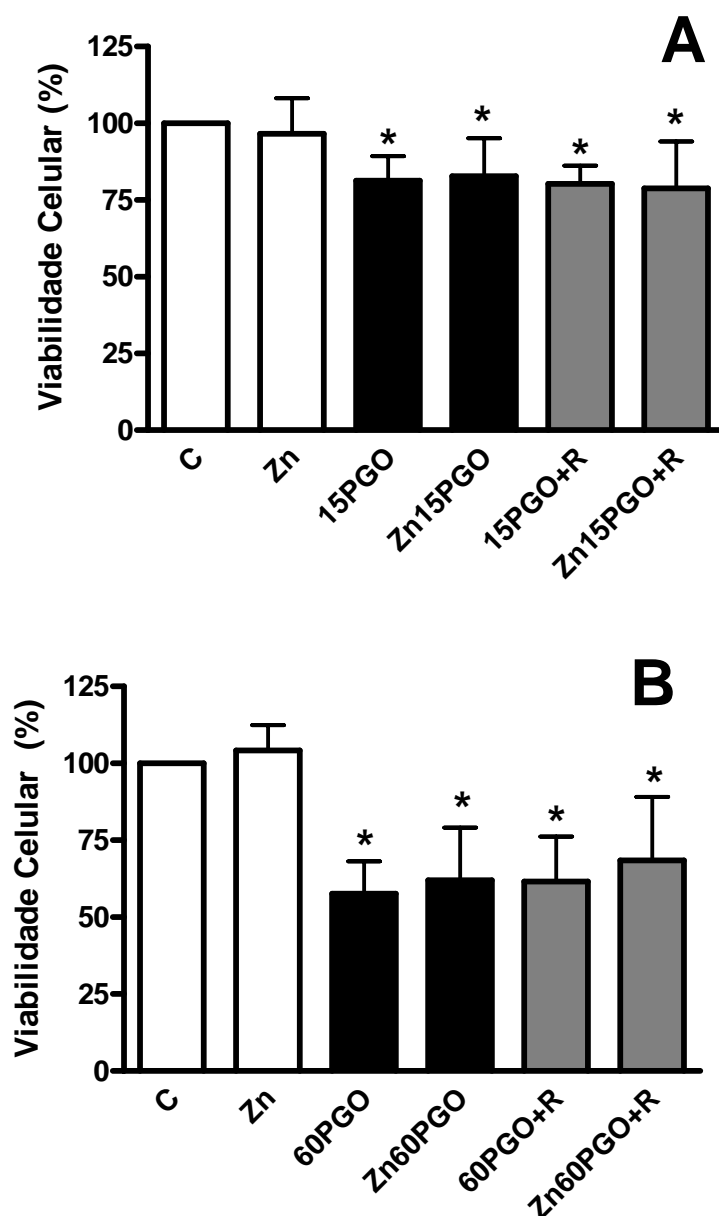 A
Viabilidade Celular (%)
125
100
75
50
25
0
* * * *
C
Zn
15PGO
Zn15PGO
15PGO+R
Zn15PGO+R
B
Viabilidade Celular (%)
125
100
75
50
25
0
* * * *
C
Zn
60PGO
Zn60PGO
60PGO+R
Zn60PGO+R